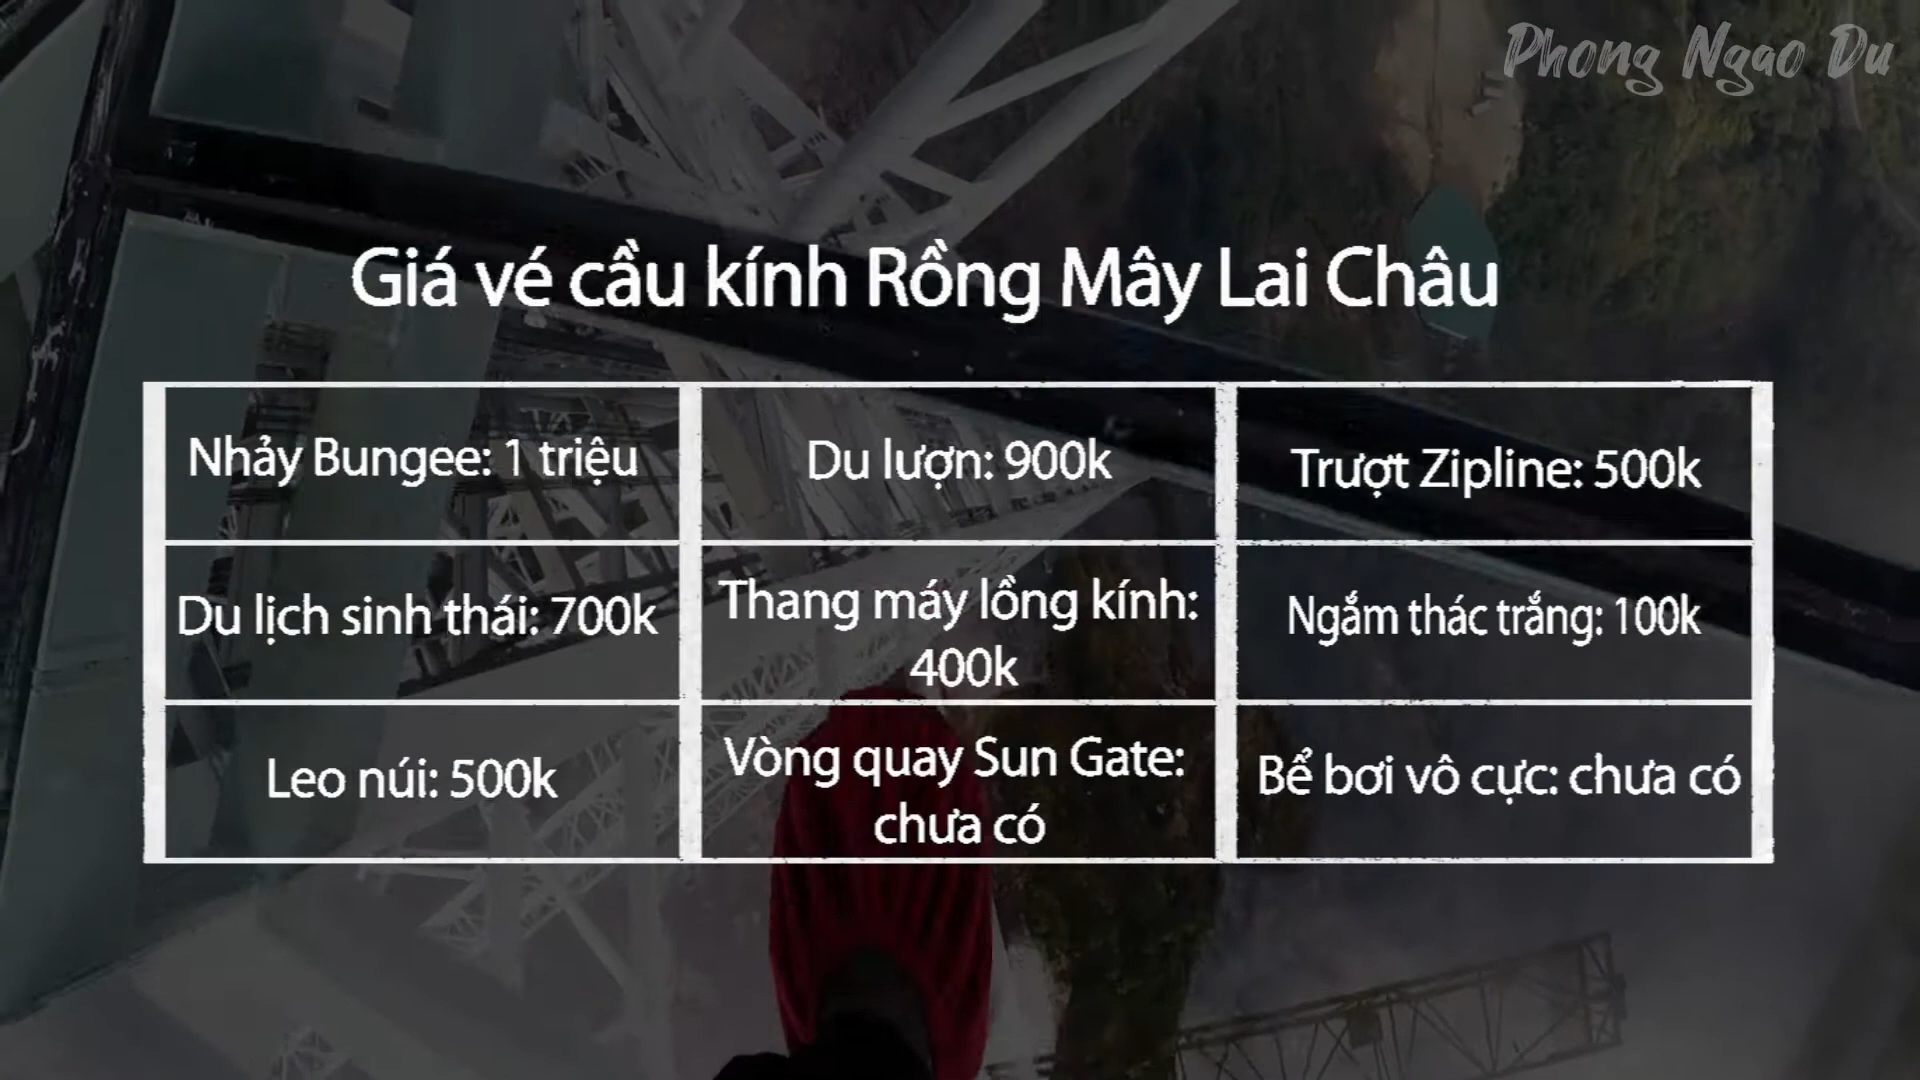 Phong Ngao Du
Giá vé cầu kính Rồng Mây Lai Châu
Nhảy Bungee: 1 triệu
Du lượn: 900k
Trượt Zipline: 500k
Du lịch sinh thái: 700k
Thang máy lồng kính:
400k
Ngắm thác trắng: 100k
Leo núi: 500k
Vòng quay Sun Gate:
chưa có
Bể bơi vô cực: chưa có